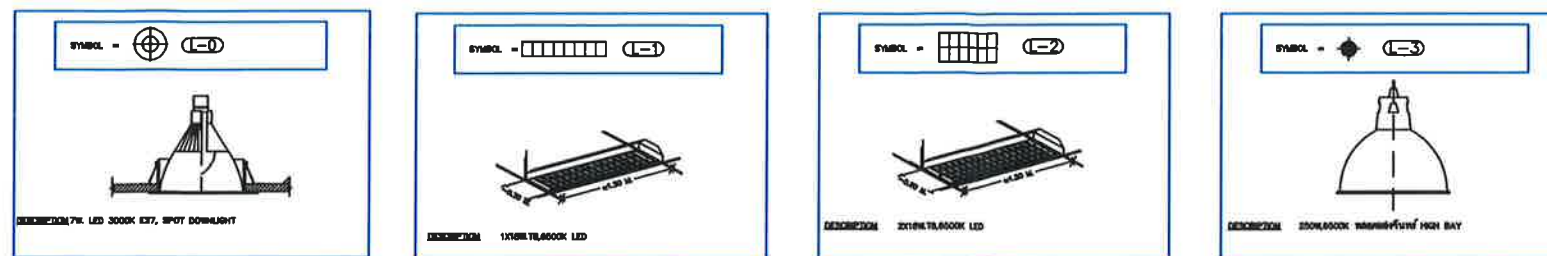 SYMBOL = L-0
DESCRIPTION 7W. LED 3000K E27, SPOT DOWNLIGHT
SYMBOL = L-1
DESCRIPTION 1X18W.T8,6500K LED
SYMBOL = L-2
DESCRIPTION 2X18W.T8,6500K LED
SYMBOL = L-3
DESCRIPTION 250W,6500K HIGH BAY